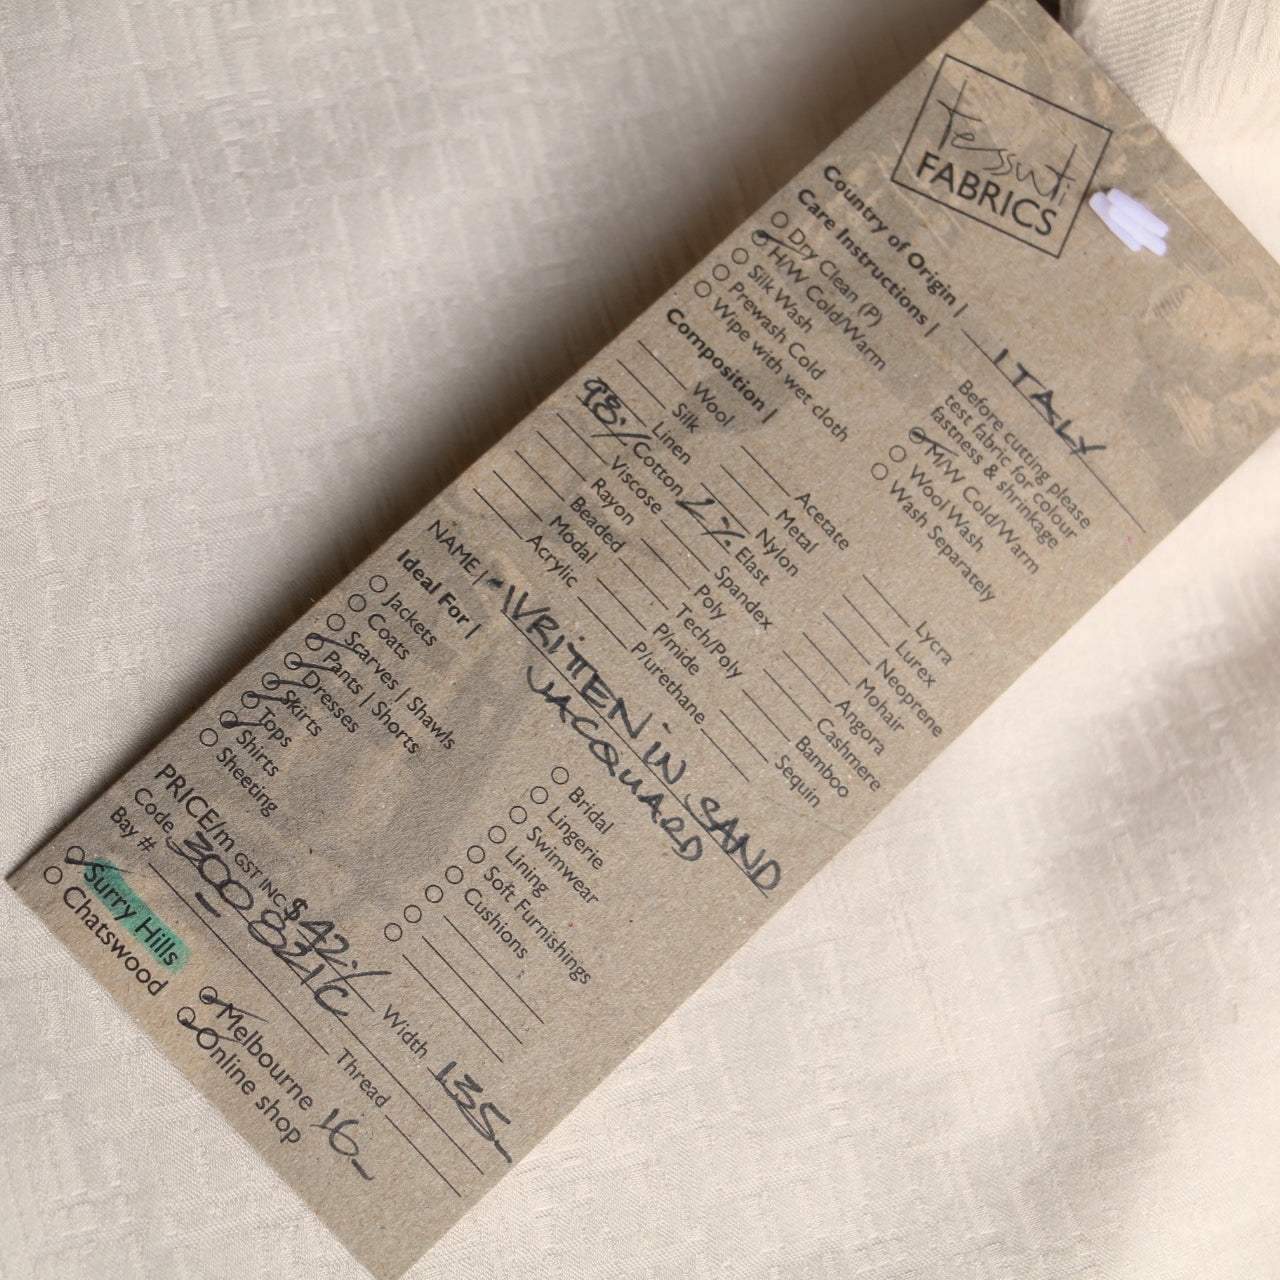 tessuti
FABRICS
Country of Origin | ITALY
Care Instructions |
Dry Clean (P)
H/W Cold/Warm
Silk Wash
Prewash Cold
Wipe with wet cloth
Before cutting please
test fabric for colour
fastness & shrinkage
M/W Cold/Warm
Wool Wash
Wash Separately
Composition |
Wool
Silk
Linen
98% Cotton
Viscose
Rayon
Beaded
Modal
Acrylic
Acetate
Metal
Nylon
2% Elast
Spandex
Poly
Tech/Poly
P/mide
P/urethane
Lycra
Lurex
Neoprene
Mohair
Angora
Cashmere
Bamboo
Sequin
NAME | WRITTEN IN SAND
JACQUARD
Ideal For |
Jackets
Coats
Scarves | Shawls
Pants | Shorts
Dresses
Skirts
Tops
Shirts
Sheeting
Bridal
Lingerie
Swimwear
Lining
Soft Furnishings
Cushions
PRICE/m GST INC $42. Width 135
Code 300821C Thread
Bay #
Surry Hills
Chatswood
Melbourne 16
Online shop